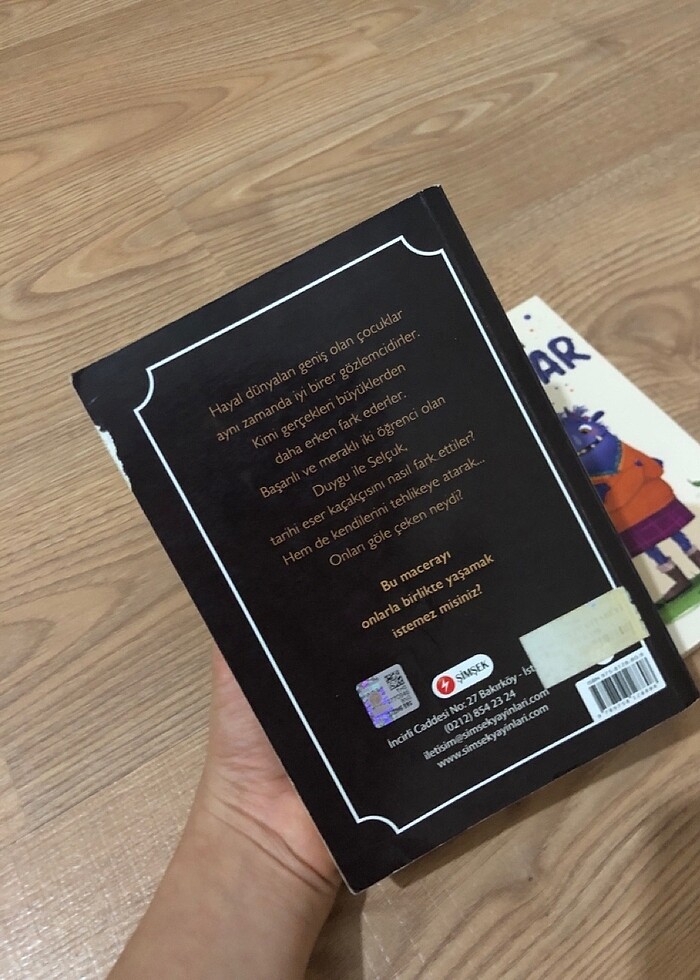 Hayal dünyaları geniş olan çocuklar
aynı zamanda iyi birer gözlemcidirler.
Kimi gerçekleri büyüklerden
daha erken fark ederler.
Başarılı ve meraklı iki öğrenci olan
Duygu ile Selçuk,
tarihi eser kaçakçısını nasıl fark ettiler?
Hem de kendilerini tehlikeye atarak...
Onları göle çeken neydi?
Bu macerayı
onlarla birlikte yaşamak
istemez misiniz?
ŞİMŞEK
İncirli Caddesi No: 27 Bakırköy - İst
(0212) 854 23 24
iletisim@simsekyayinlari.com
www.simsekyayinlari.com
AR